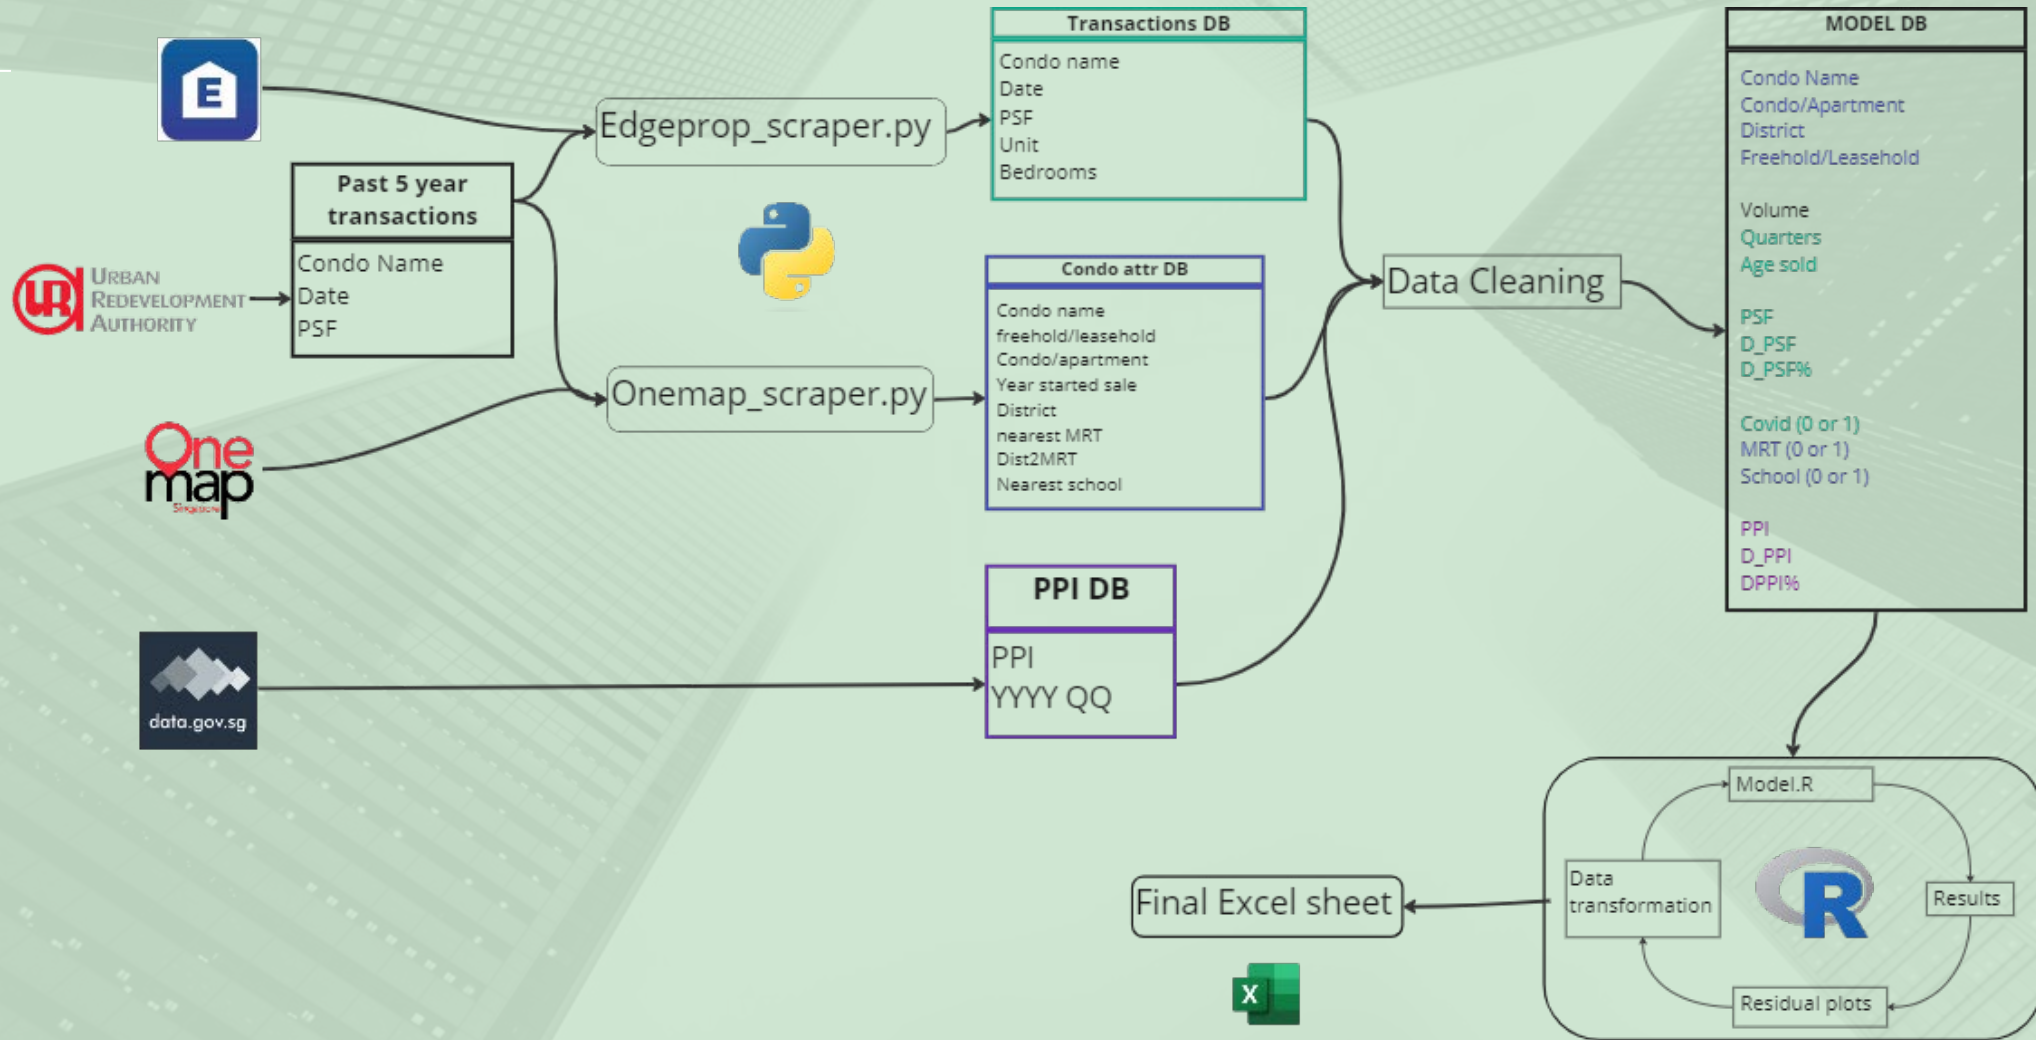 E
Edgeprop_scraper.py
Transactions DB
Condo name
Date
PSF
Unit
Bedrooms
Past 5 year
transactions
Condo Name
Date
PSF
URBAN
REDEVELOPMENT
AUTHORITY
One
map
Singapore
Onemap_scraper.py
Condo attr DB
Condo name
freehold/leasehold
Condo/apartment
Year started sale
District
nearest MRT
Dist2MRT
Nearest school
data.gov.sg
PPI DB
PPI
YYYY QQ
Data Cleaning
MODEL DB
Condo Name
Condo/Apartment
District
Freehold/Leasehold
Volume
Quarters
Age sold
PSF
D_PSF
D_PSF%
Covid (0 or 1)
MRT (0 or 1)
School (0 or 1)
PPI
D_PPI
DPPI%
Model.R
Results
Residual plots
Data
transformation
R
Final Excel sheet
X